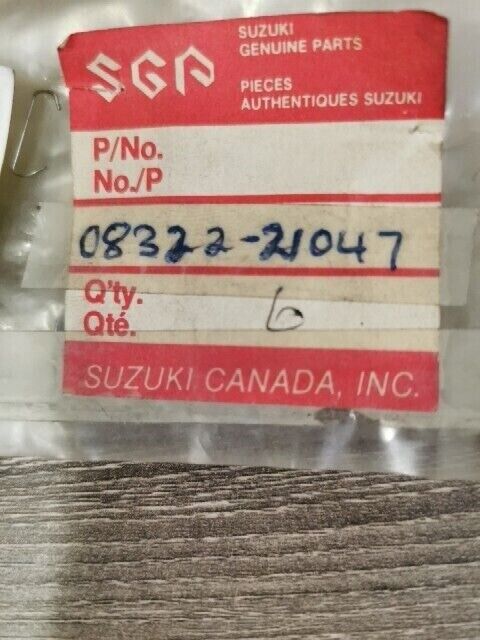 SGP
SUZUKI
GENUINE PARTS
PIECES
AUTHENTIQUES SUZUKI
P/No.
No./P
08322-21047
Q'ty.
Qté.
6
SUZUKI CANADA, INC.